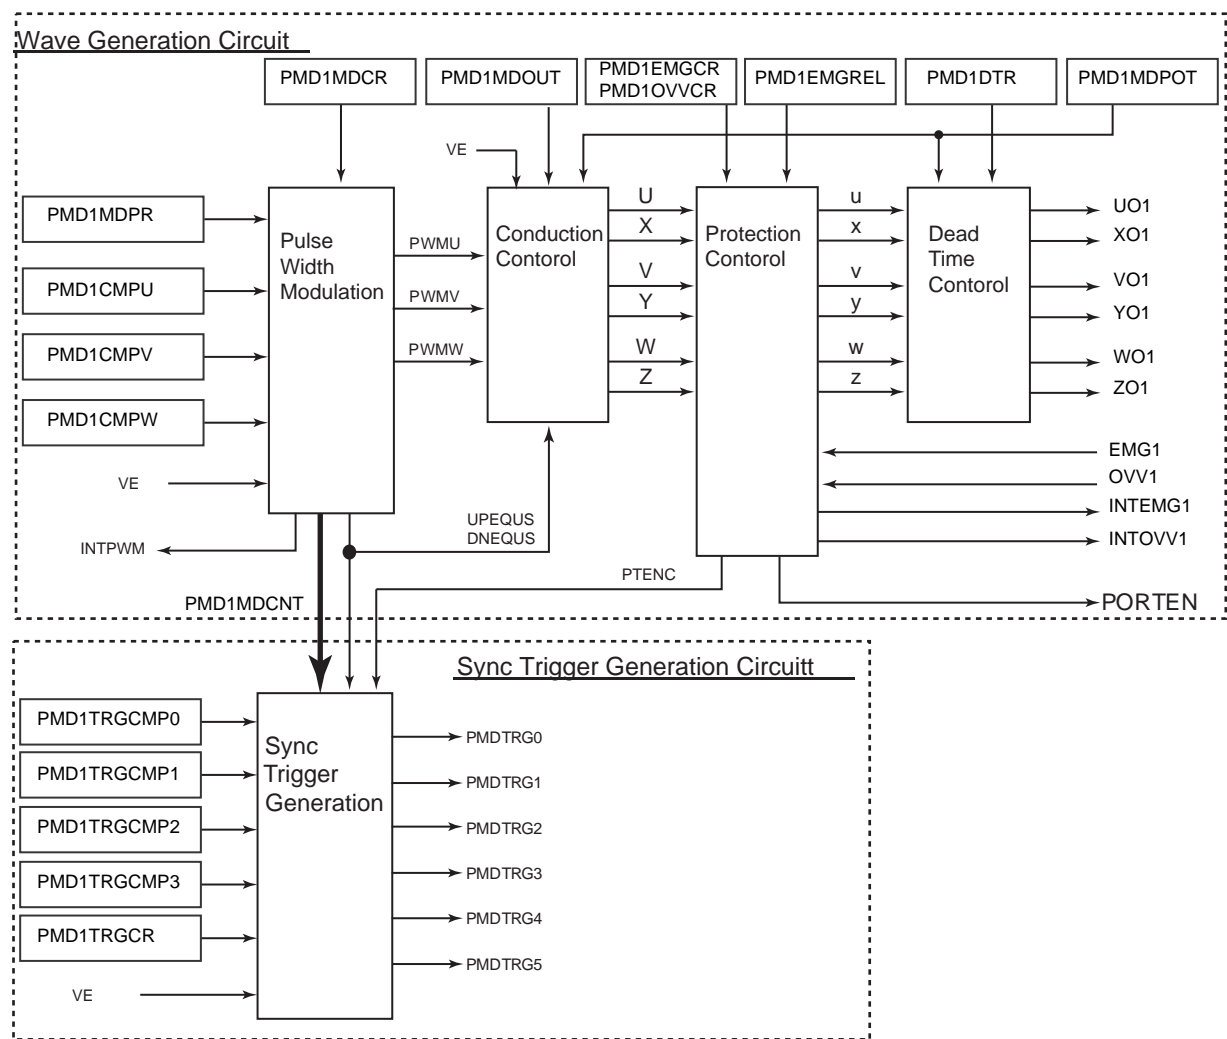 Wave Generation Circuit
PMD1MDCR
PMD1MDOUT
PMD1EMGCR
PMD1OVVCR
PMD1EMGREL
PMD1DTR
PMD1MDPOT
VE
PMD1MDPR
PMD1CMPU
PMD1CMPV
PMD1CMPW
VE
Pulse
Width
Modulation
PWMU
PWMV
PWMW
Conduction
Contorol
U
X
V
Y
W
Z
Protection
Contorol
u
x
v
y
w
z
Dead
Time
Contorol
UO1
XO1
VO1
YO1
WO1
ZO1
EMG1
OVV1
INTEMG1
INTOVV1
UPEQUS
DNEQUS
INTPWM
PTENC
PMD1MDCNT
PORTEN
Sync Trigger Generation Circuitt
PMD1TRGCMP0
PMD1TRGCMP1
PMD1TRGCMP2
PMD1TRGCMP3
PMD1TRGCR
VE
Sync
Trigger
Generation
PMDTRG0
PMDTRG1
PMDTRG2
PMDTRG3
PMDTRG4
PMDTRG5